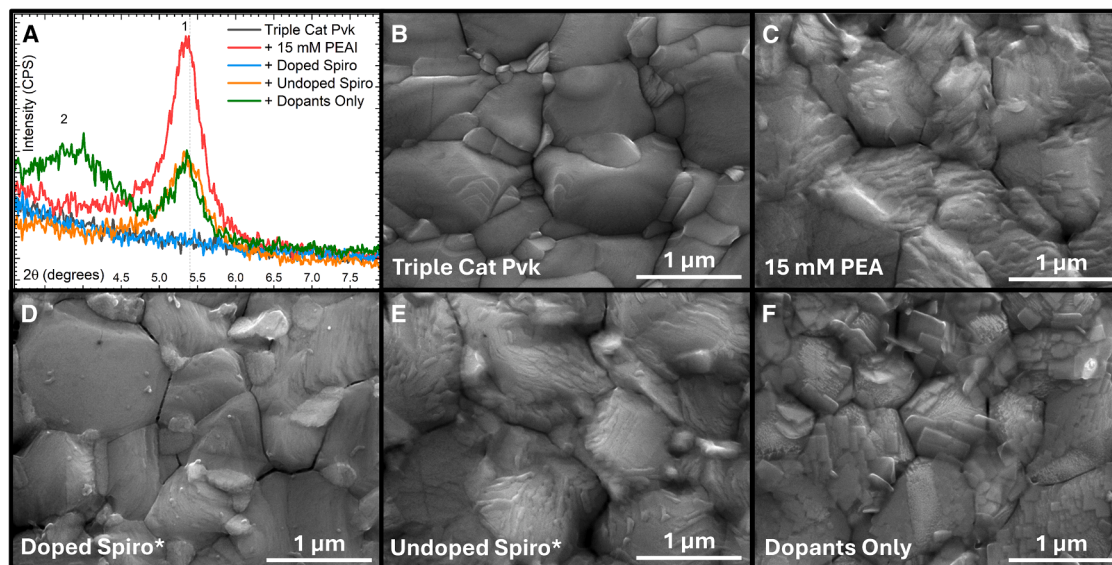 A
1
Triple Cat Pvk
+ 15 mM PEAI
+ Doped Spiro
+ Undoped Spiro
+ Dopants Only
2
Intensity (CPS)
2θ (degrees) 4.5 5.0 5.5 6.0 6.5 7.0 7.5
B
Triple Cat Pvk
1 μm
C
15 mM PEA
1 μm
D
Doped Spiro*
1 μm
E
Undoped Spiro*
1 μm
F
Dopants Only
1 μm